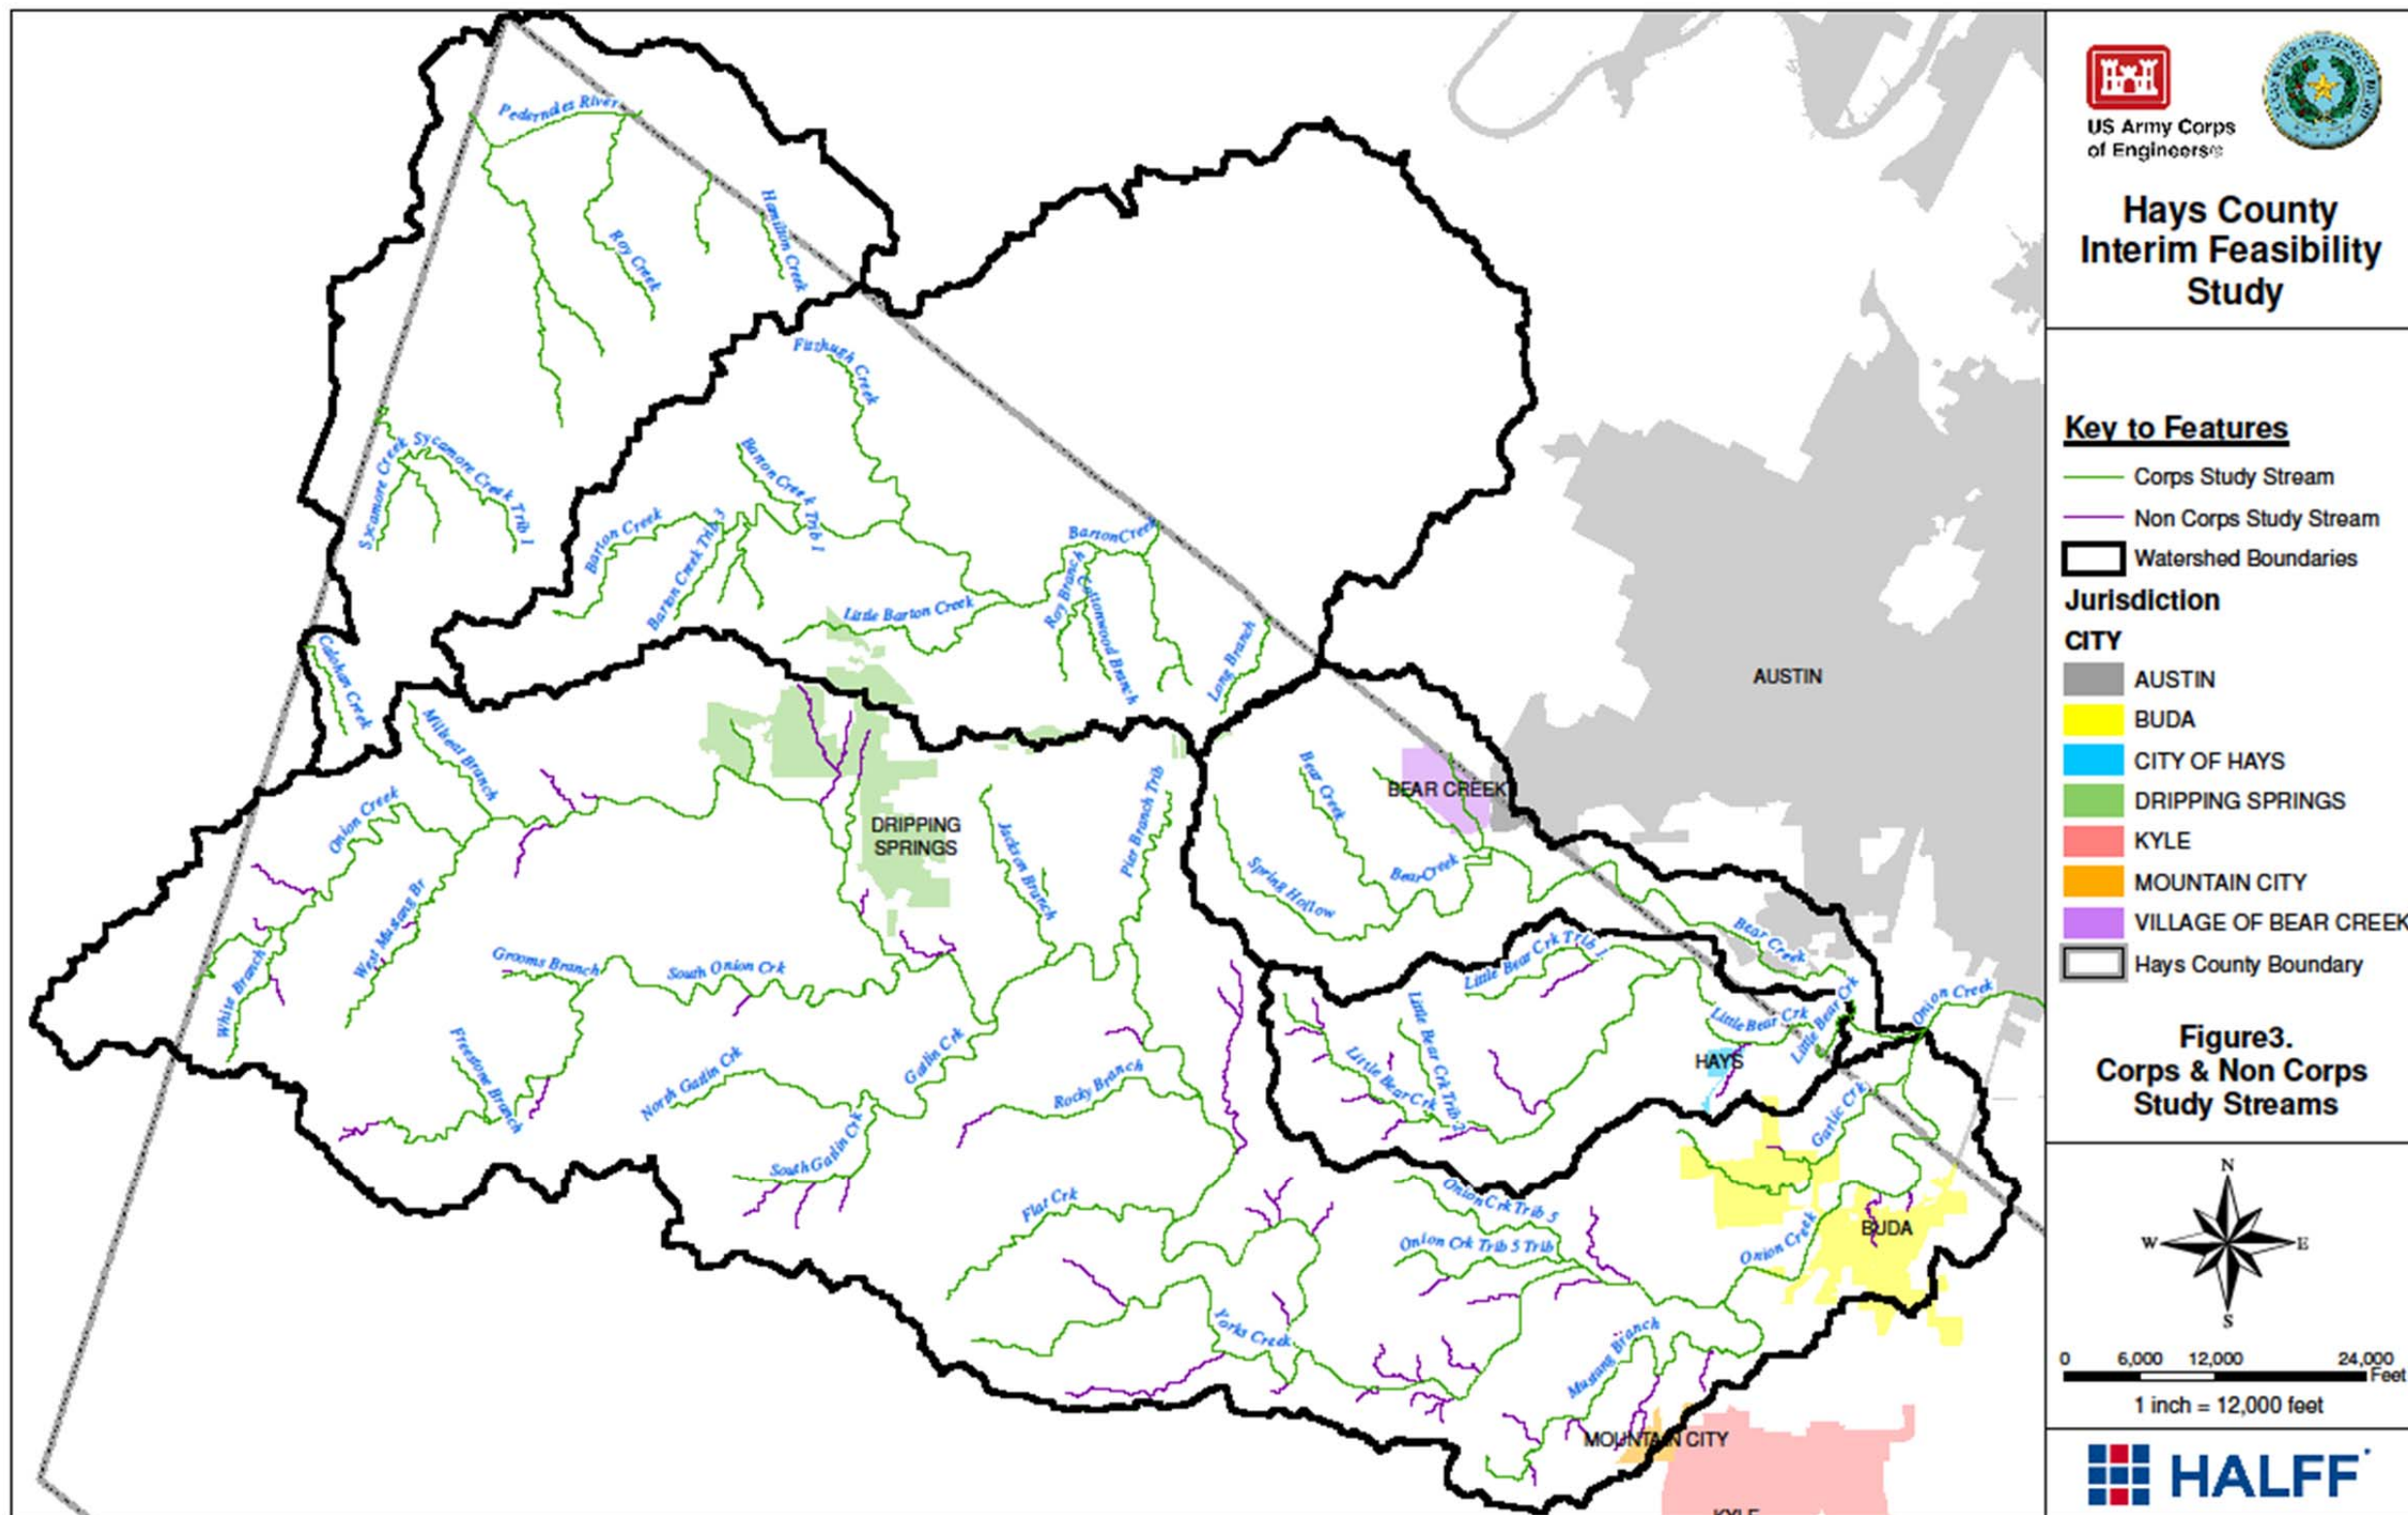 Pedernales River
Hamilton Creek
Roy Creek
Fitzhugh Creek
Sycamore Creek
Sycamore Creek Trib 1
Barton Creek Trib 1
Barton Creek
Barton Creek Trib 3
Barton Creek
Roy Branch
Cottonwood Branch
Little Barton Creek
Long Branch
Calohan Creek
Millseat Branch
AUSTIN
Onion Creek
West Mustang Br
White Branch
DRIPPING
SPRINGS
Jackson Branch
Pier Branch Trib
Bear Creek
BEAR CREEK
Bear Creek
Spring Hollow
Bear Creek
Grooms Branch
South Onion Crk
Little Bear Crk Trib 1
Onion Creek
Little Bear Crk
Little Bear Crk
HAYS
Freestone Branch
North Gatlin Crk
Gatlin Crk
Rocky Branch
Little Bear Crk
Little Bear Crk Trib 2
Garlic Crk
South Gatlin Crk
Flat Crk
Onion Crk Trib 5
Onion Crk Trib 5 Trib
Onion Creek
BUDA
Yorks Creek
Mustang Branch
MOUNTAIN CITY
KYLE
US Army Corps
of Engineers®
Hays County
Interim Feasibility
Study
Key to Features
Corps Study Stream
Non Corps Study Stream
Watershed Boundaries
Jurisdiction
CITY
AUSTIN
BUDA
CITY OF HAYS
DRIPPING SPRINGS
KYLE
MOUNTAIN CITY
VILLAGE OF BEAR CREEK
Hays County Boundary
Figure3.
Corps & Non Corps
Study Streams
N
W E
S
0 6,000 12,000 24,000
Feet
1 inch = 12,000 feet
HALFF